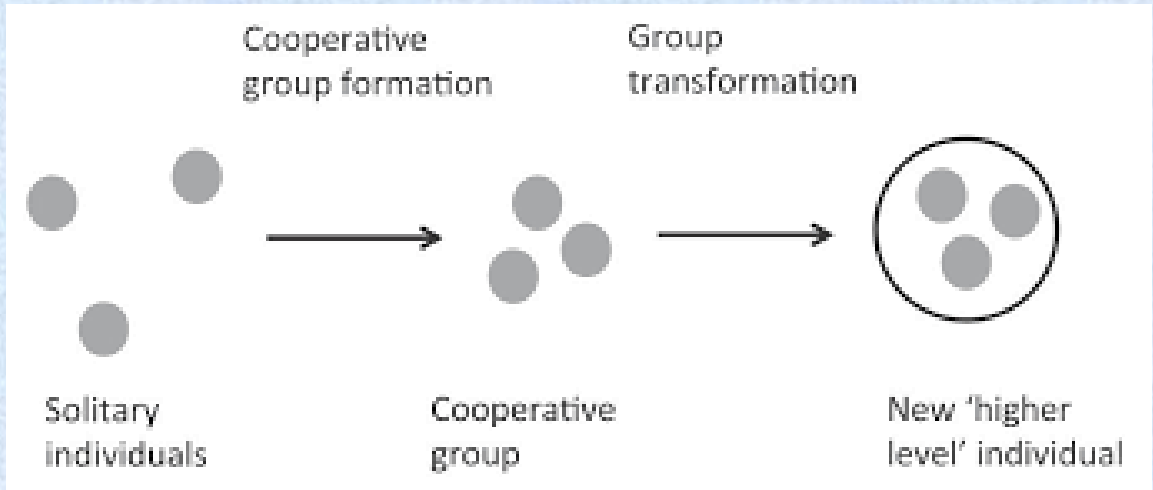 Cooperative
group formation
Group
transformation
Solitary
individuals
Cooperative
group
New ‘higher
level’ individual